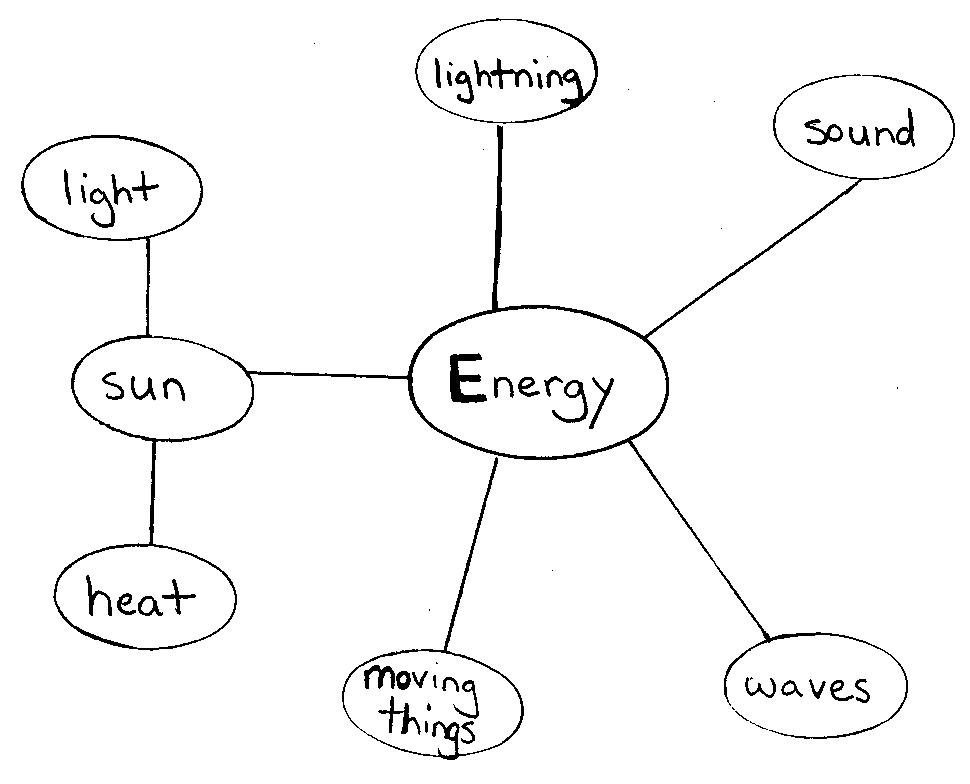 lightning
sound
light
sun
Energy
heat
moving
things
waves